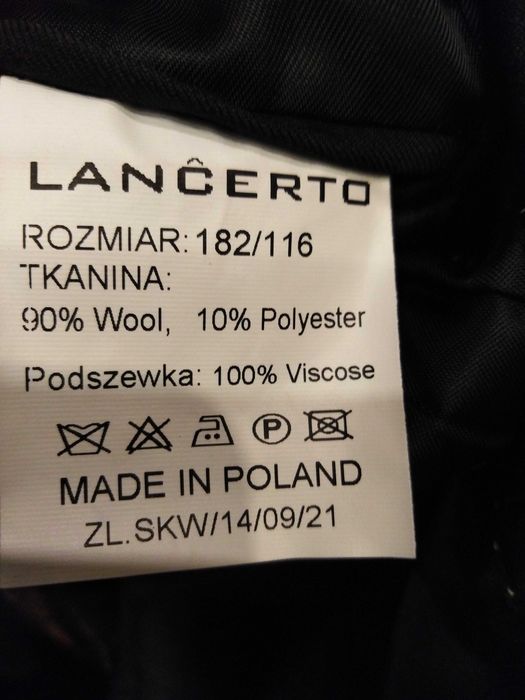 LANĈERTO
ROZMIAR: 182/116
TKANINA:
90% Wool, 10% Polyester
Podszewka: 100% Viscose
P
MADE IN POLAND
ZL.SKW/14/09/21